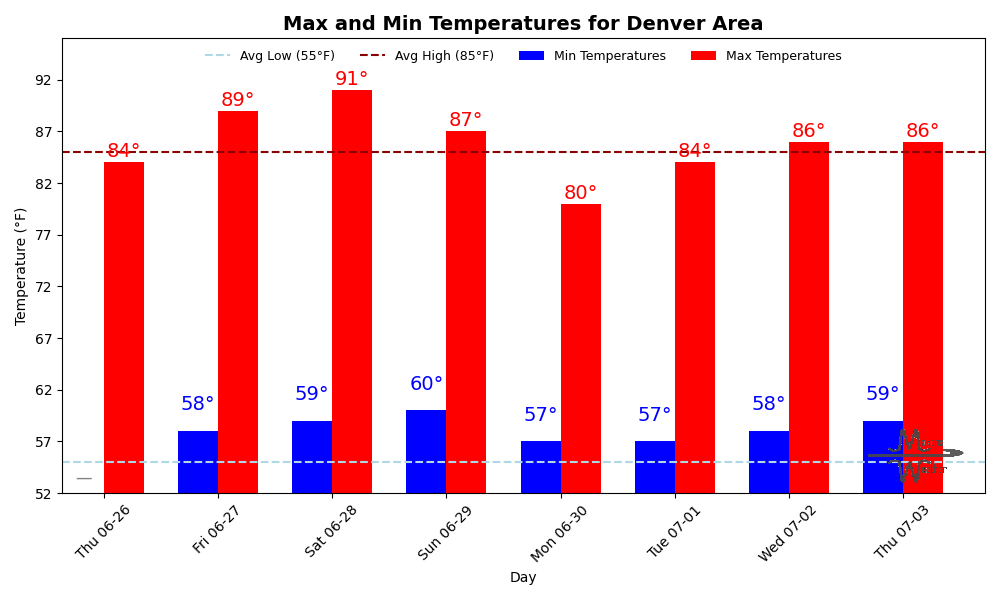 Max and Min Temperatures for Denver Area
Avg Low (55°F) Avg High (85°F) Min Temperatures Max Temperatures
Temperature (°F)
92
87
82
77
72
67
62
57
52
84° 89° 91° 87° 80° 84° 86° 86°
— 58° 59° 60° 57° 57° 58° 59°
Thu 06-26 Fri 06-27 Sat 06-28 Sun 06-29 Mon 06-30 Tue 07-01 Wed 07-02 Thu 07-03
Day